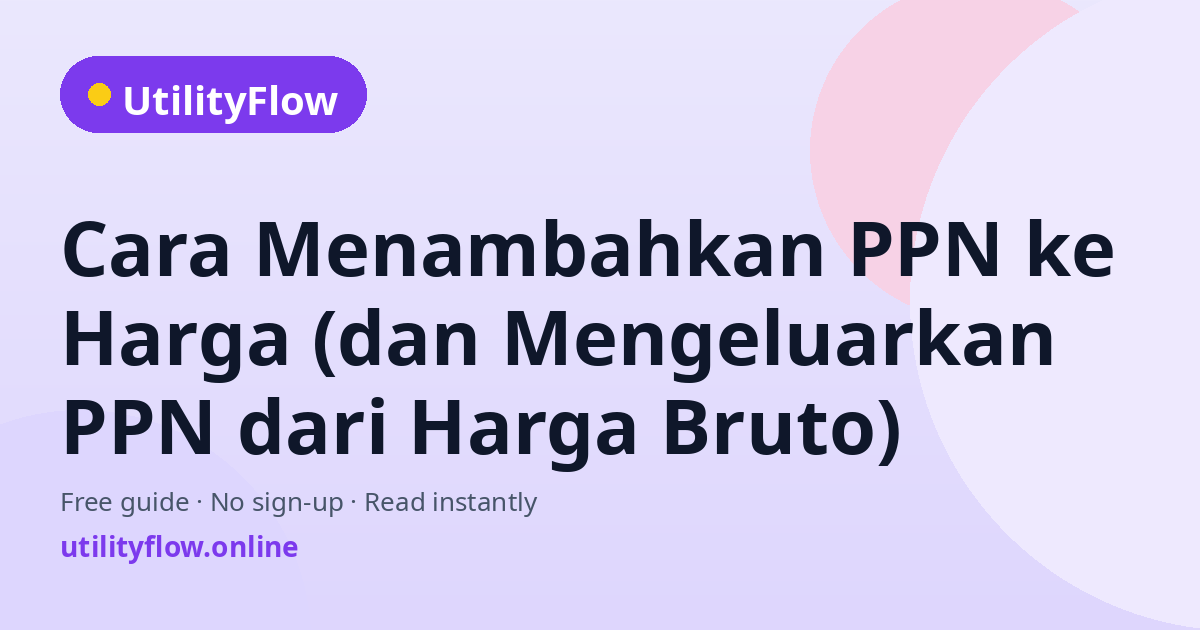 UtilityFlow
Cara Menambahkan PPN ke
Harga (dan Mengeluarkan
PPN dari Harga Bruto)
Free guide · No sign-up · Read instantly
utilityflow.online